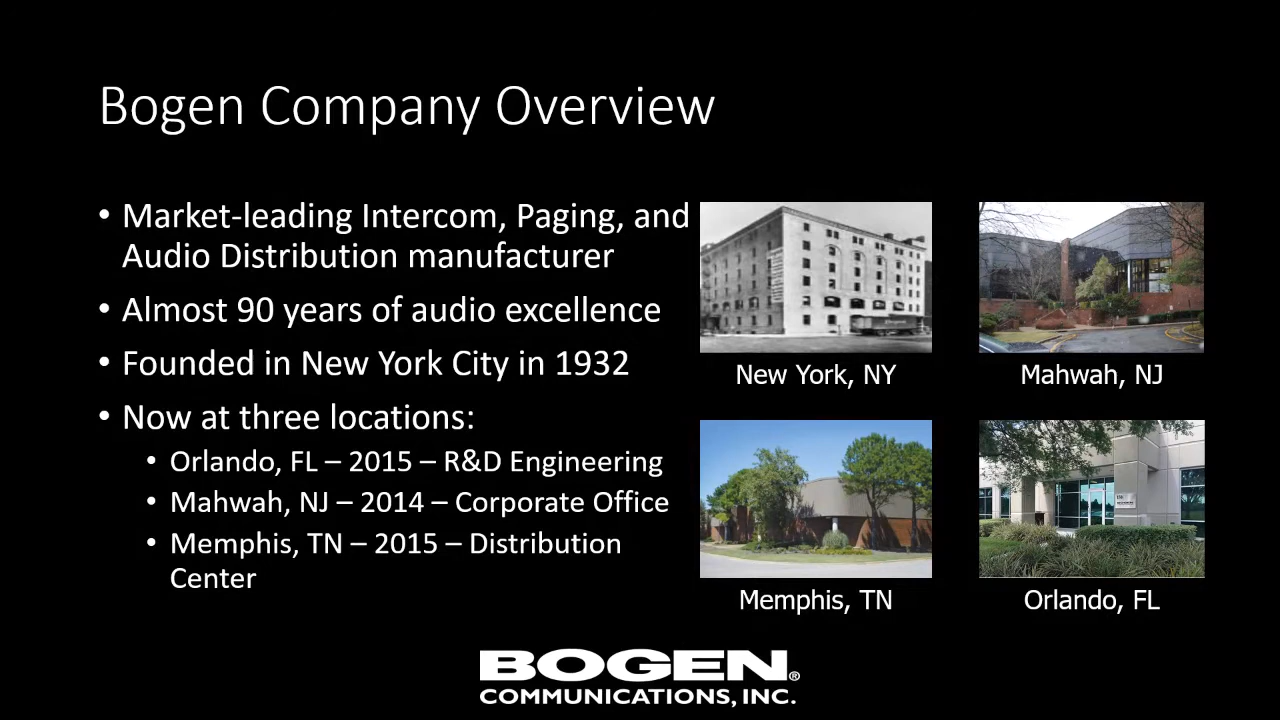 Bogen Company Overview
• Market-leading Intercom, Paging, and
Audio Distribution manufacturer
• Almost 90 years of audio excellence
• Founded in New York City in 1932
• Now at three locations:
• Orlando, FL – 2015 – R&D Engineering
• Mahwah, NJ – 2014 – Corporate Office
• Memphis, TN – 2015 – Distribution
Center
New York, NY
Mahwah, NJ
Memphis, TN
Orlando, FL
BOGEN®
COMMUNICATIONS, INC.